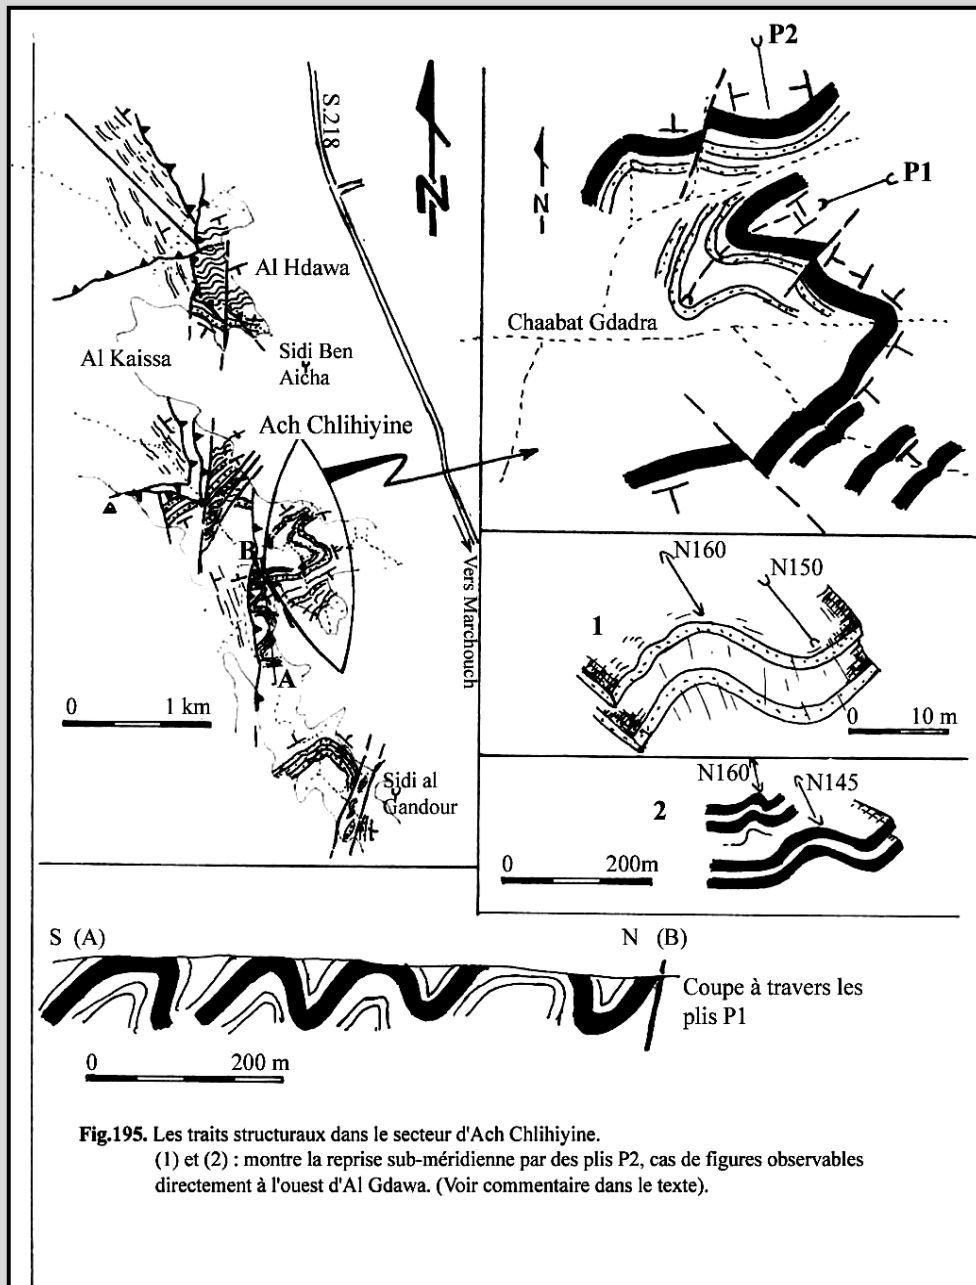 P2
S.218
N
N
P1
Al Hdawa
Chaabat Gdadra
Al Kaissa
Sidi Ben
Aicha
Ach Chlihiyine
B
A
Vers Marchouch
0 1 km
Sidi al
Gandour
N160
N150
1
0 10 m
N160
N145
2
0 200m
S (A)
N (B)
Coupe à travers les
plis P1
0 200 m
Fig.195. Les traits structuraux dans le secteur d'Ach Chlihiyine.
(1) et (2) : montre la reprise sub-méridienne par des plis P2, cas de figures observables
directement à l'ouest d'Al Gdawa. (Voir commentaire dans le texte).